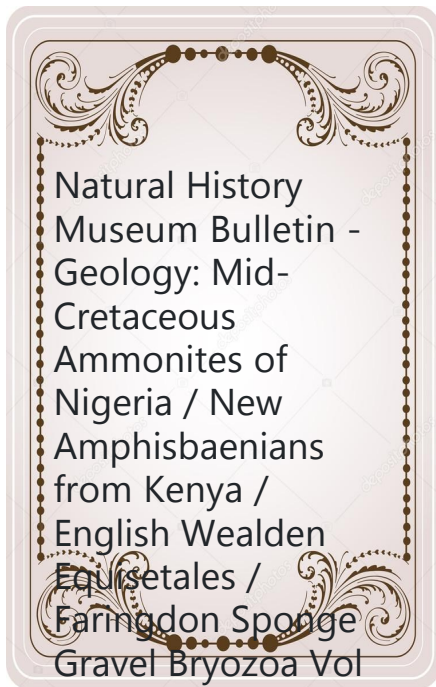 Natural History
Museum Bulletin -
Geology: Mid-
Cretaceous
Ammonites of
Nigeria / New
Amphisbaenians
from Kenya /
English Wealden
Equisetales /
Faringdon Sponge
Gravel Bryozoa Vol